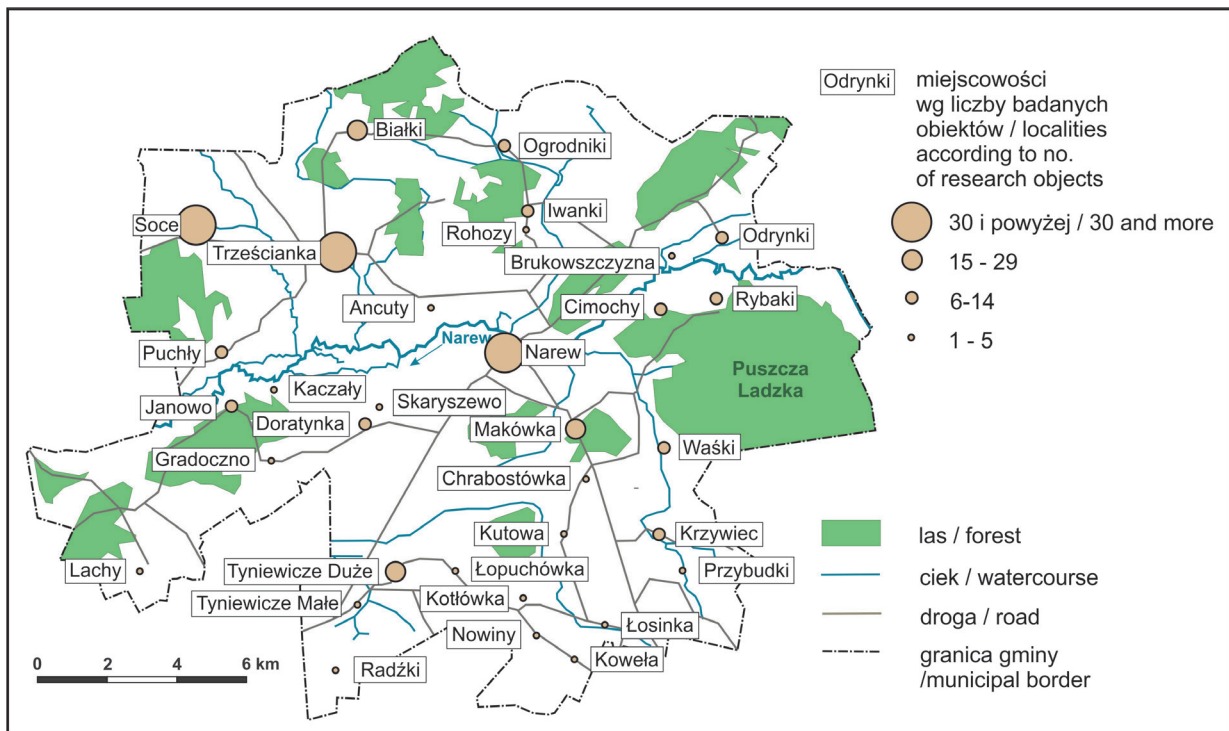 Białki
Ogrodniki
Soce
Iwanki
Rohozy
Trześcianka
Odrynki
Brukowszczyzna
Ancuty
Cimochy
Rybaki
Narew
Narew
Puchły
Puszcza
Ladzka
Kaczały
Janowo
Skaryszewo
Doratynka
Makówka
Gradoczno
Waśki
Chrabostówka
Kutowa
Krzywiec
Lachy
Tyniewicze Duże
Łopuchówka
Przybudki
Tyniewicze Małe
Kotłówka
Łosinka
Nowiny
Koweła
Radźki
0 2 4 6 km
Odrynki
miejscowości
wg liczby badanych
obiektów / localities
according to no.
of research objects
30 i powyżej / 30 and more
15 - 29
6-14
1 - 5
las / forest
ciek / watercourse
droga / road
granica gminy
/municipal border